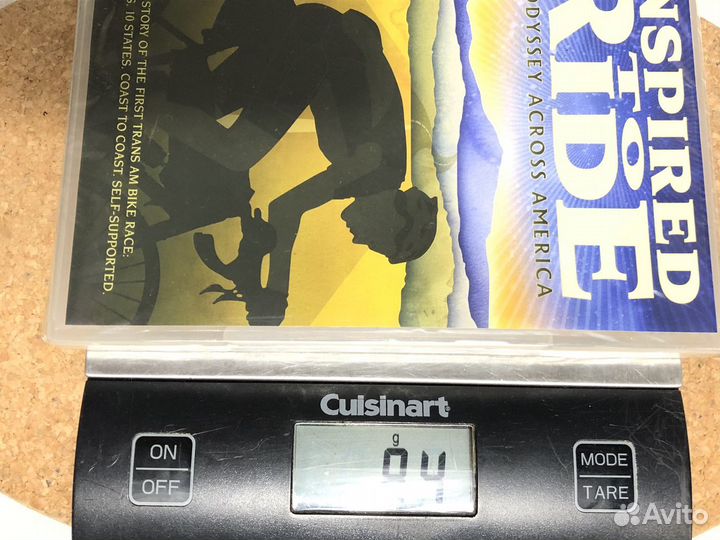 NSPIRED
TO
RIDE
ODYSSEY ACROSS AMERICA
STORY OF THE FIRST TRANS AM BIKE RACE:
10 STATES. COAST TO COAST. SELF-SUPPORTED.
Cuisinart
ON
OFF
g
MODE
TARE
Avito